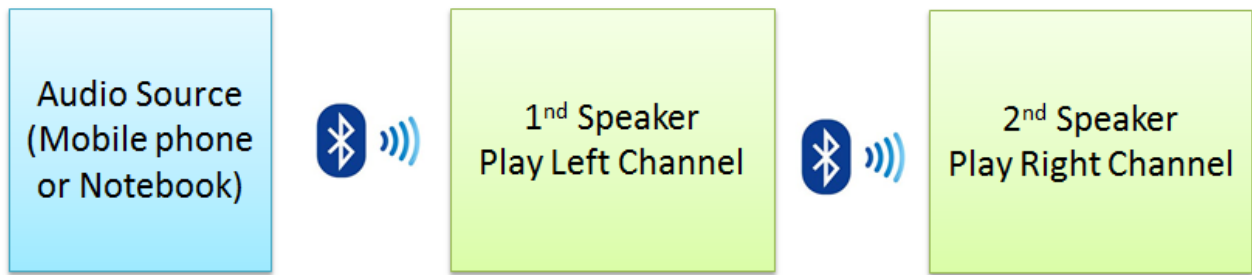 Audio Source
(Mobile phone
or Notebook)
1nd Speaker
Play Left Channel
2nd Speaker
Play Right Channel